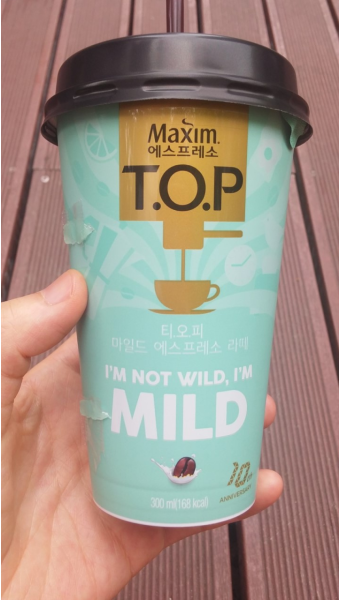 Maxim.
에스프레소
T.O.P
티오피
마일드 에스프레소 라떼
I'M NOT WILD, I'M
MILD
300 ml(168 kcal)
10th
ANNIVERSARY